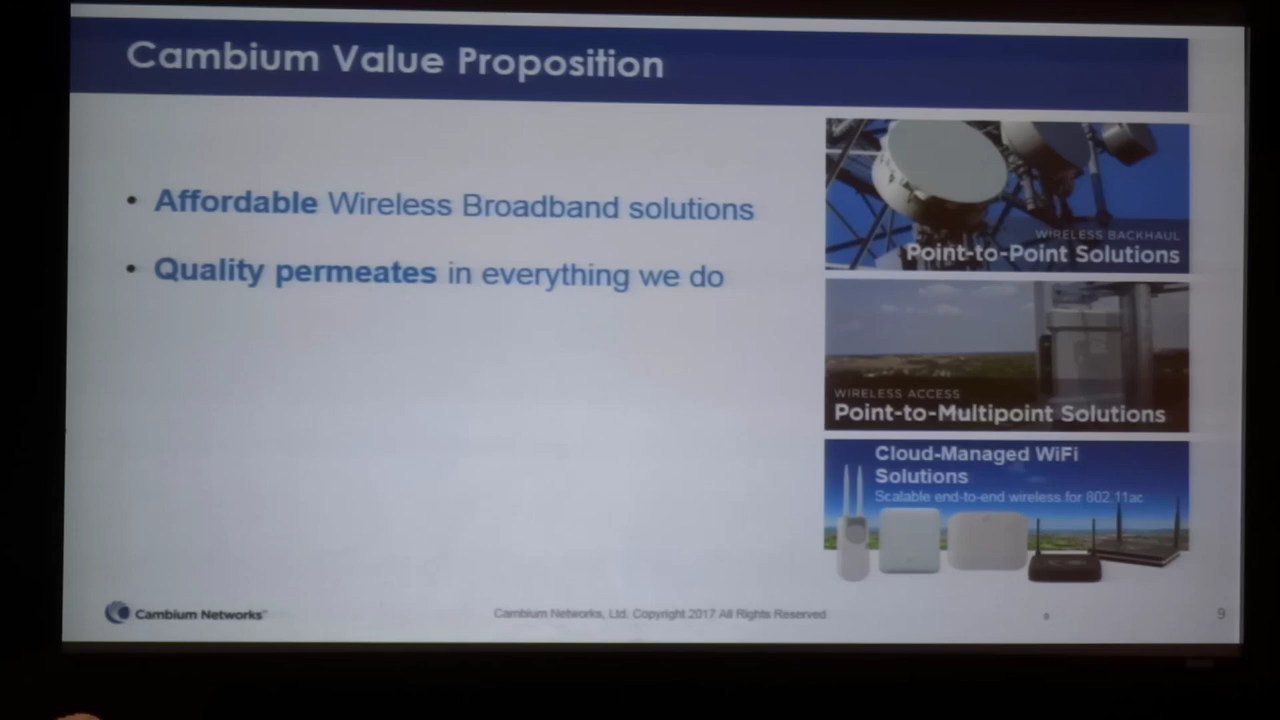 Cambium Value Proposition
• Affordable Wireless Broadband solutions
• Quality permeates in everything we do
WIRELESS BACKHAUL
Point-to-Point Solutions
WIRELESS ACCESS
Point-to-Multipoint Solutions
Cloud-Managed WiFi
Solutions
Scalable end-to-end wireless for 802.11ac
Cambium Networks™
Cambium Networks, Ltd. Copyright 2017 All Rights Reserved
9